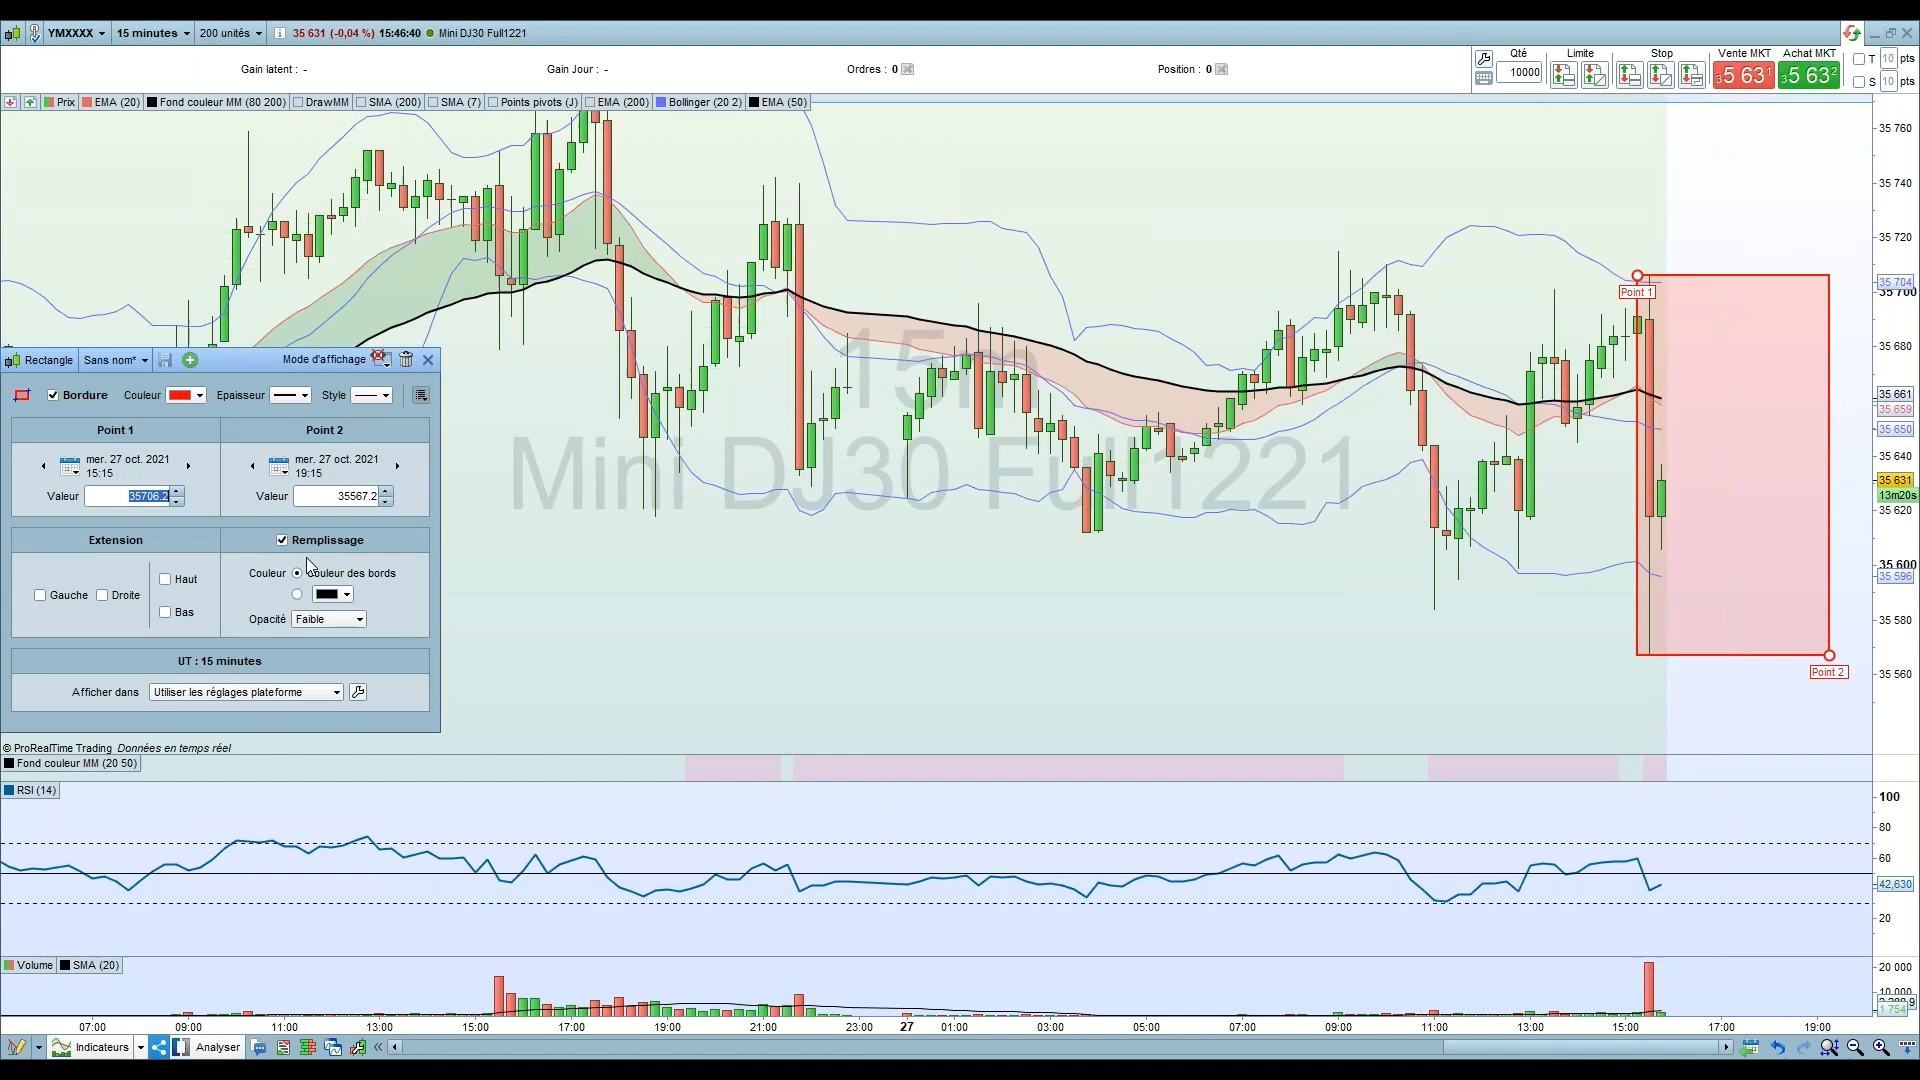 YMXXXX 15 minutes 200 unités 35 631 (-0,04 %) 15:46:40 Mini DJ30 Full1221
Gain latent : - Gain Jour : - Ordres : 0 Position : 0
Qté Limite Stop Vente MKT Achat MKT
10000 35 63¹ 35 63² T 10 pts
S 10 pts
Prix EMA (20) Fond couleur MM (80 200) DrawMM SMA (200) SMA (7) Points pivots (J) EMA (200) Bollinger (20 2) EMA (50)
35 760
35 740
35 720
35 704
35 700
35 680
35 661
35 659
35 650
35 640
35 631
13m20s
35 620
35 600
35 596
35 580
35 560
15m
Mini DJ30 Full1221
Point 1
Point 2
Rectangle Sans nom* Mode d'affichage
Bordure Couleur Epaisseur Style
Point 1 Point 2
mer. 27 oct. 2021 mer. 27 oct. 2021
15:15 19:15
Valeur 35706.2 Valeur 35567.2
Extension Remplissage
Couleur Couleur des bords
Gauche Droite Haut
Bas
Opacité Faible
UT : 15 minutes
Afficher dans Utiliser les réglages plateforme
© ProRealTime Trading Données en temps réel
Fond couleur MM (20 50)
RSI (14)
100
80
60
42,630
20
Volume SMA (20)
20 000
10 000
1 754
07:00 09:00 11:00 13:00 15:00 17:00 19:00 21:00 23:00 27 01:00 03:00 05:00 07:00 09:00 11:00 13:00 15:00 17:00 19:00
Indicateurs Analyser